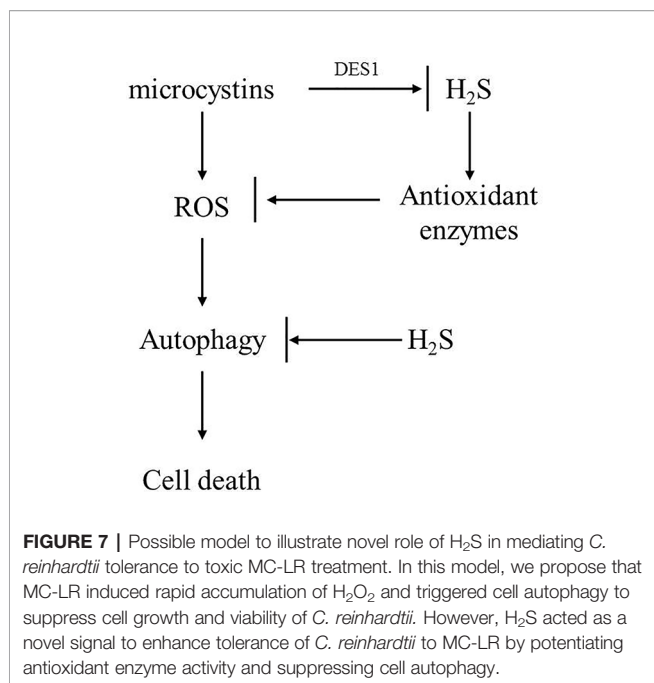 DES1
microcystins H₂S
ROS Antioxidant
enzymes
Autophagy H₂S
Cell death
FIGURE 7 | Possible model to illustrate novel role of H₂S in mediating C.
reinhardtii tolerance to toxic MC-LR treatment. In this model, we propose that
MC-LR induced rapid accumulation of H₂O₂ and triggered cell autophagy to
suppress cell growth and viability of C. reinhardtii. However, H₂S acted as a
novel signal to enhance tolerance of C. reinhardtii to MC-LR by potentiating
antioxidant enzyme activity and suppressing cell autophagy.